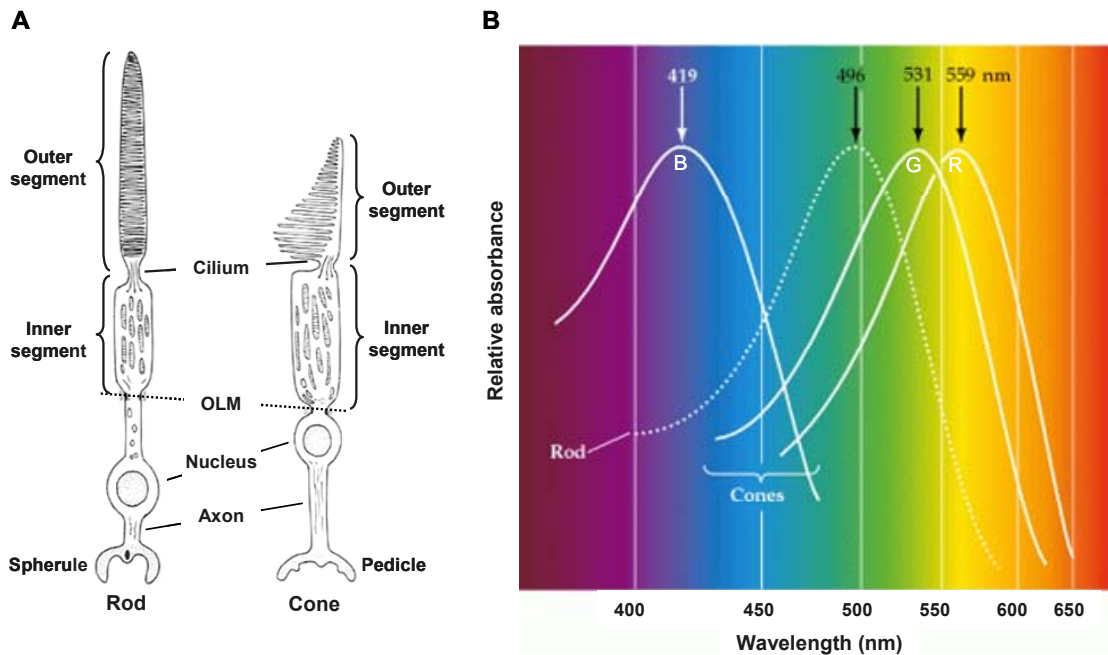 A
Outer
segment
Outer
segment
Cilium
Inner
segment
Inner
segment
OLM
Nucleus
Axon
Spherule
Pedicle
Rod
Cone
B
419
496
531
559 nm
B
G
R
Relative absorbance
Rod
Cones
400
450
500
550
600
650
Wavelength (nm)